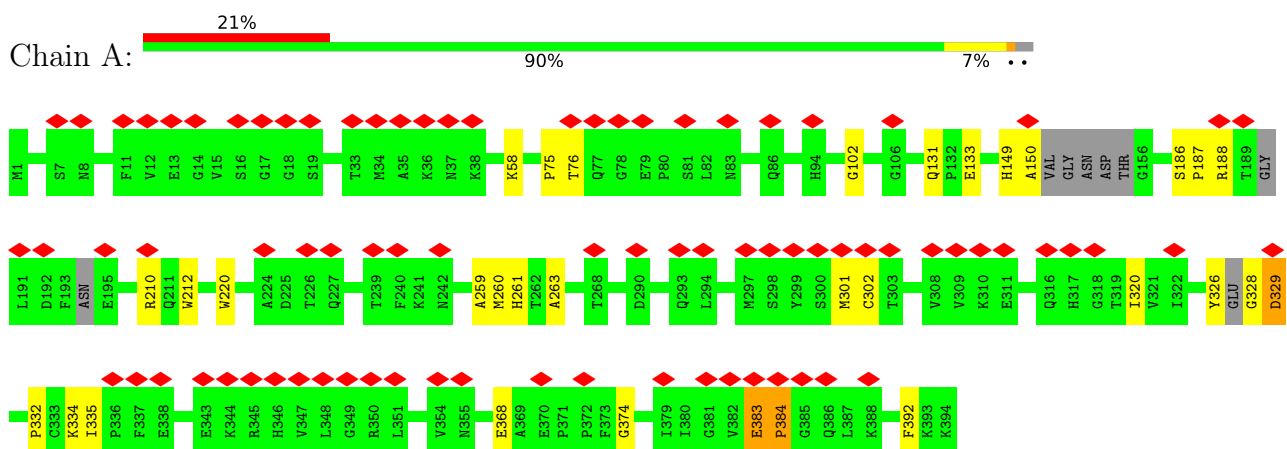 21%
Chain A:
90% 7% • •
M1 S7 N8 F11 V12 E13 G14 V15 S16 G17 G18 S19 T33 M34 A35 K36 N37 K38 K58 P75 T76 Q77 G78 E79 P80 S81 L82 N83 Q86 H94 G102 G106 Q131 P132 E133 H149 A150 VAL GLY ASN ASP THR G156 S186 P187 R188 T189 GLY
L191 D192 F193 ASN E195 R210 Q211 W212 W220 A224 D225 T226 Q227 T239 F240 K241 N242 A259 M260 H261 T262 A263 T268 D290 Q293 L294 M297 S298 Y299 S300 M301 C302 T303 V308 V309 K310 E311 Q316 H317 G318 T319 I320 V321 I322 Y326 GLU G328 D329
P332 C333 K334 I335 P336 F337 E338 E343 K344 R345 H346 V347 L348 G349 R350 L351 V354 N355 E368 A369 E370 P371 P372 F373 G374 I379 I380 G381 V382 E383 P384 G385 Q386 L387 K388 F392 K393 K394